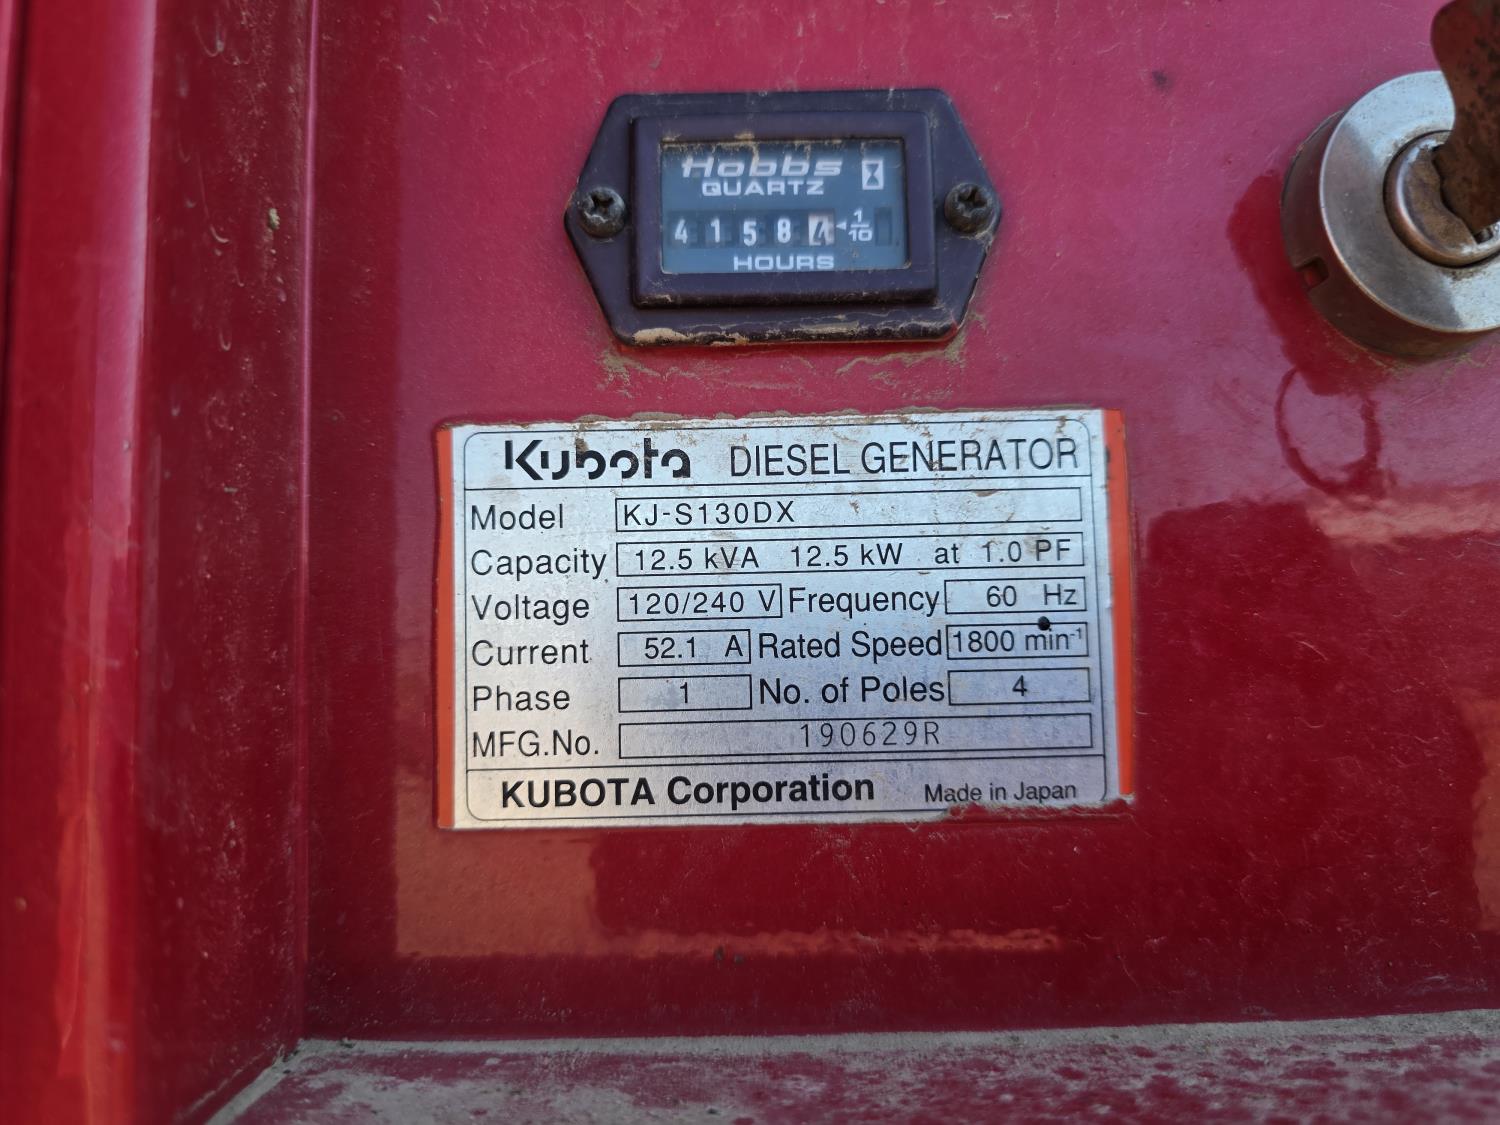 Hobbs
QUARTZ
41584 1/10
HOURS
Kubota DIESEL GENERATOR
Model KJ-S130DX
Capacity 12.5 kVA 12.5 kW at 1.0 PF
Voltage 120/240 V Frequency 60 Hz
Current 52.1 A Rated Speed 1800 min⁻¹
Phase 1 No. of Poles 4
MFG.No. 190629R
KUBOTA Corporation Made in Japan